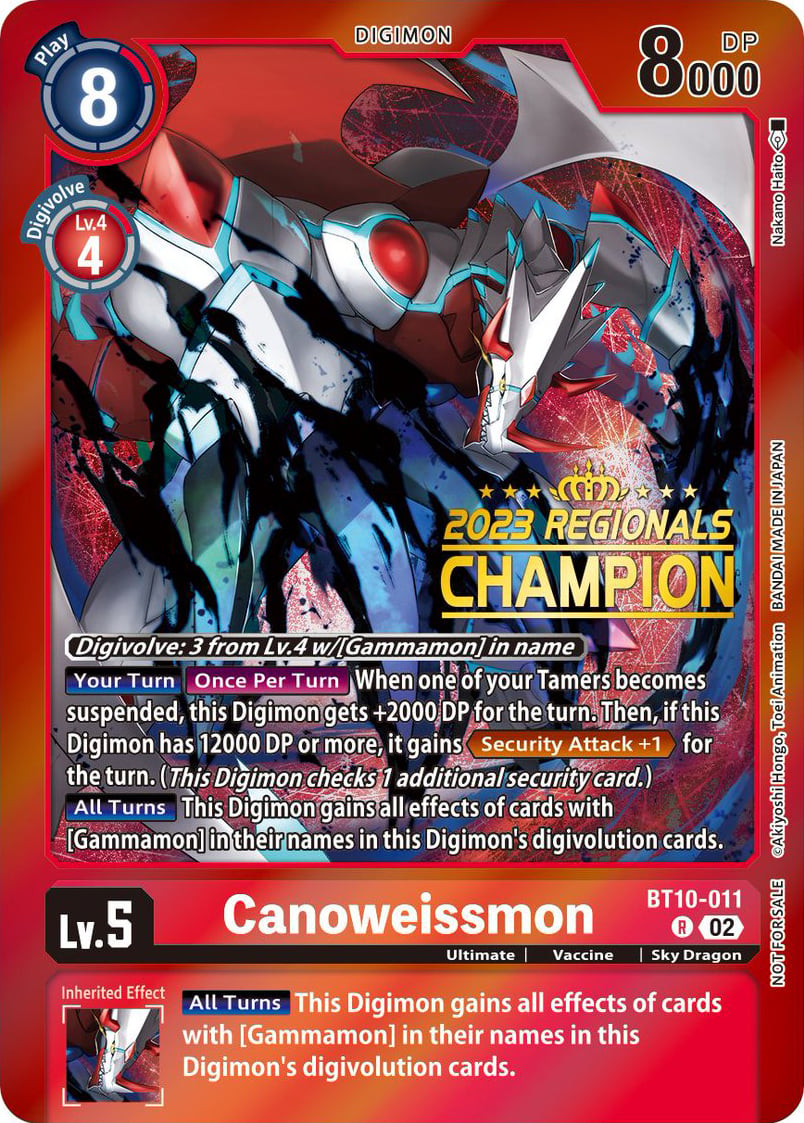 DIGIMON
Play
8
8000
DP
Digivolve
Lv.4
4
Nakano Haito
2023 REGIONALS
CHAMPION
Digivolve: 3 from Lv.4 w/[Gammamon] in name
Your Turn Once Per Turn When one of your Tamers becomes
suspended, this Digimon gets +2000 DP for the turn. Then, if this
Digimon has 12000 DP or more, it gains Security Attack +1 for
the turn. (This Digimon checks 1 additional security card.)
All Turns This Digimon gains all effects of cards with
[Gammamon] in their names in this Digimon's digivolution cards.
©Akiyoshi Hongo, Toei Animation BANDAI MADE IN JAPAN
NOT FOR SALE
Lv.5
Canoweissmon
BT10-011
R 02
Ultimate | Vaccine | Sky Dragon
Inherited Effect
All Turns This Digimon gains all effects of cards
with [Gammamon] in their names in this
Digimon's digivolution cards.